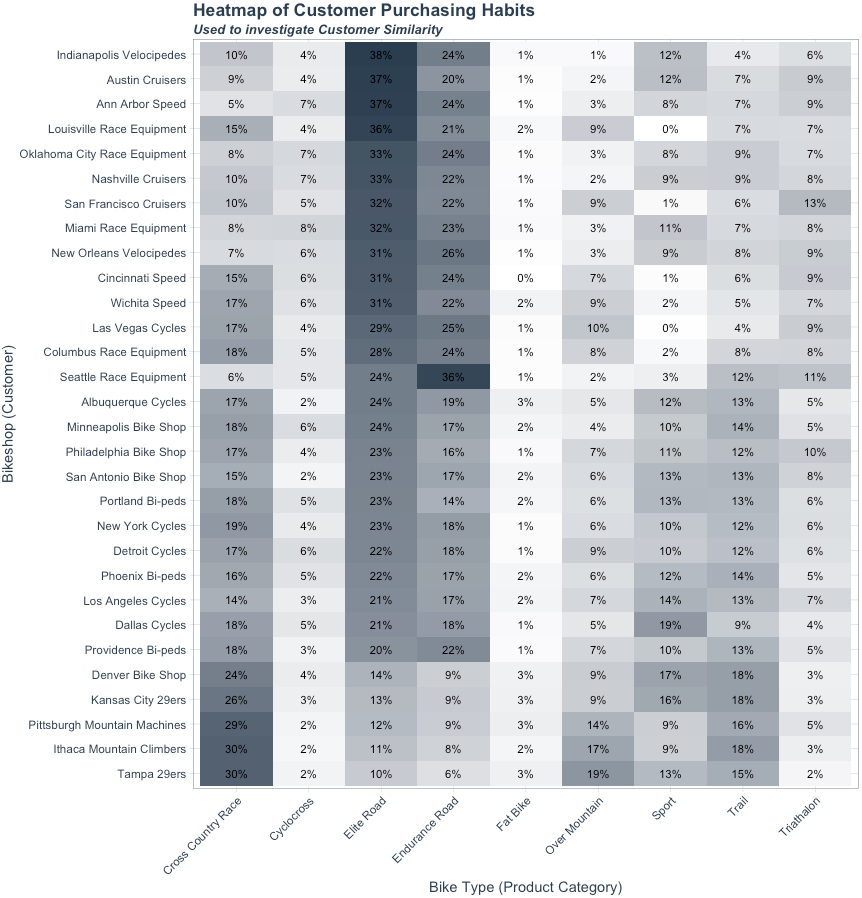 Heatmap of Customer Purchasing Habits
Used to investigate Customer Similarity
Bikeshop (Customer)
Indianapolis Velocipedes 10% 4% 38% 24% 1% 1% 12% 4% 6%
Austin Cruisers 9% 4% 37% 20% 1% 2% 12% 7% 9%
Ann Arbor Speed 5% 7% 37% 24% 1% 3% 8% 7% 9%
Louisville Race Equipment 15% 4% 36% 21% 2% 9% 0% 7% 7%
Oklahoma City Race Equipment 8% 7% 33% 24% 1% 3% 8% 9% 7%
Nashville Cruisers 10% 7% 33% 22% 1% 2% 9% 9% 8%
San Francisco Cruisers 10% 5% 32% 22% 1% 9% 1% 6% 13%
Miami Race Equipment 8% 8% 32% 23% 1% 3% 11% 7% 8%
New Orleans Velocipedes 7% 6% 31% 26% 1% 3% 9% 8% 9%
Cincinnati Speed 15% 6% 31% 24% 0% 7% 1% 6% 9%
Wichita Speed 17% 6% 31% 22% 2% 9% 2% 5% 7%
Las Vegas Cycles 17% 4% 29% 25% 1% 10% 0% 4% 9%
Columbus Race Equipment 18% 5% 28% 24% 1% 8% 2% 8% 8%
Seattle Race Equipment 6% 5% 24% 36% 1% 2% 3% 12% 11%
Albuquerque Cycles 17% 2% 24% 19% 3% 5% 12% 13% 5%
Minneapolis Bike Shop 18% 6% 24% 17% 2% 4% 10% 14% 5%
Philadelphia Bike Shop 17% 4% 23% 16% 1% 7% 11% 12% 10%
San Antonio Bike Shop 15% 2% 23% 17% 2% 6% 13% 13% 8%
Portland Bi-peds 18% 5% 23% 14% 2% 6% 13% 13% 6%
New York Cycles 19% 4% 23% 18% 1% 6% 10% 12% 6%
Detroit Cycles 17% 6% 22% 18% 1% 9% 10% 12% 6%
Phoenix Bi-peds 16% 5% 22% 17% 2% 6% 12% 14% 5%
Los Angeles Cycles 14% 3% 21% 17% 2% 7% 14% 13% 7%
Dallas Cycles 18% 5% 21% 18% 1% 5% 19% 9% 4%
Providence Bi-peds 18% 3% 20% 22% 1% 7% 10% 13% 5%
Denver Bike Shop 24% 4% 14% 9% 3% 9% 17% 18% 3%
Kansas City 29ers 26% 3% 13% 9% 3% 9% 16% 18% 3%
Pittsburgh Mountain Machines 29% 2% 12% 9% 3% 14% 9% 16% 5%
Ithaca Mountain Climbers 30% 2% 11% 8% 2% 17% 9% 18% 3%
Tampa 29ers 30% 2% 10% 6% 3% 19% 13% 15% 2%
Cross Country Race
Cyclocross
Elite Road
Endurance Road
Fat Bike
Over Mountain
Sport
Trail
Triathalon
Bike Type (Product Category)